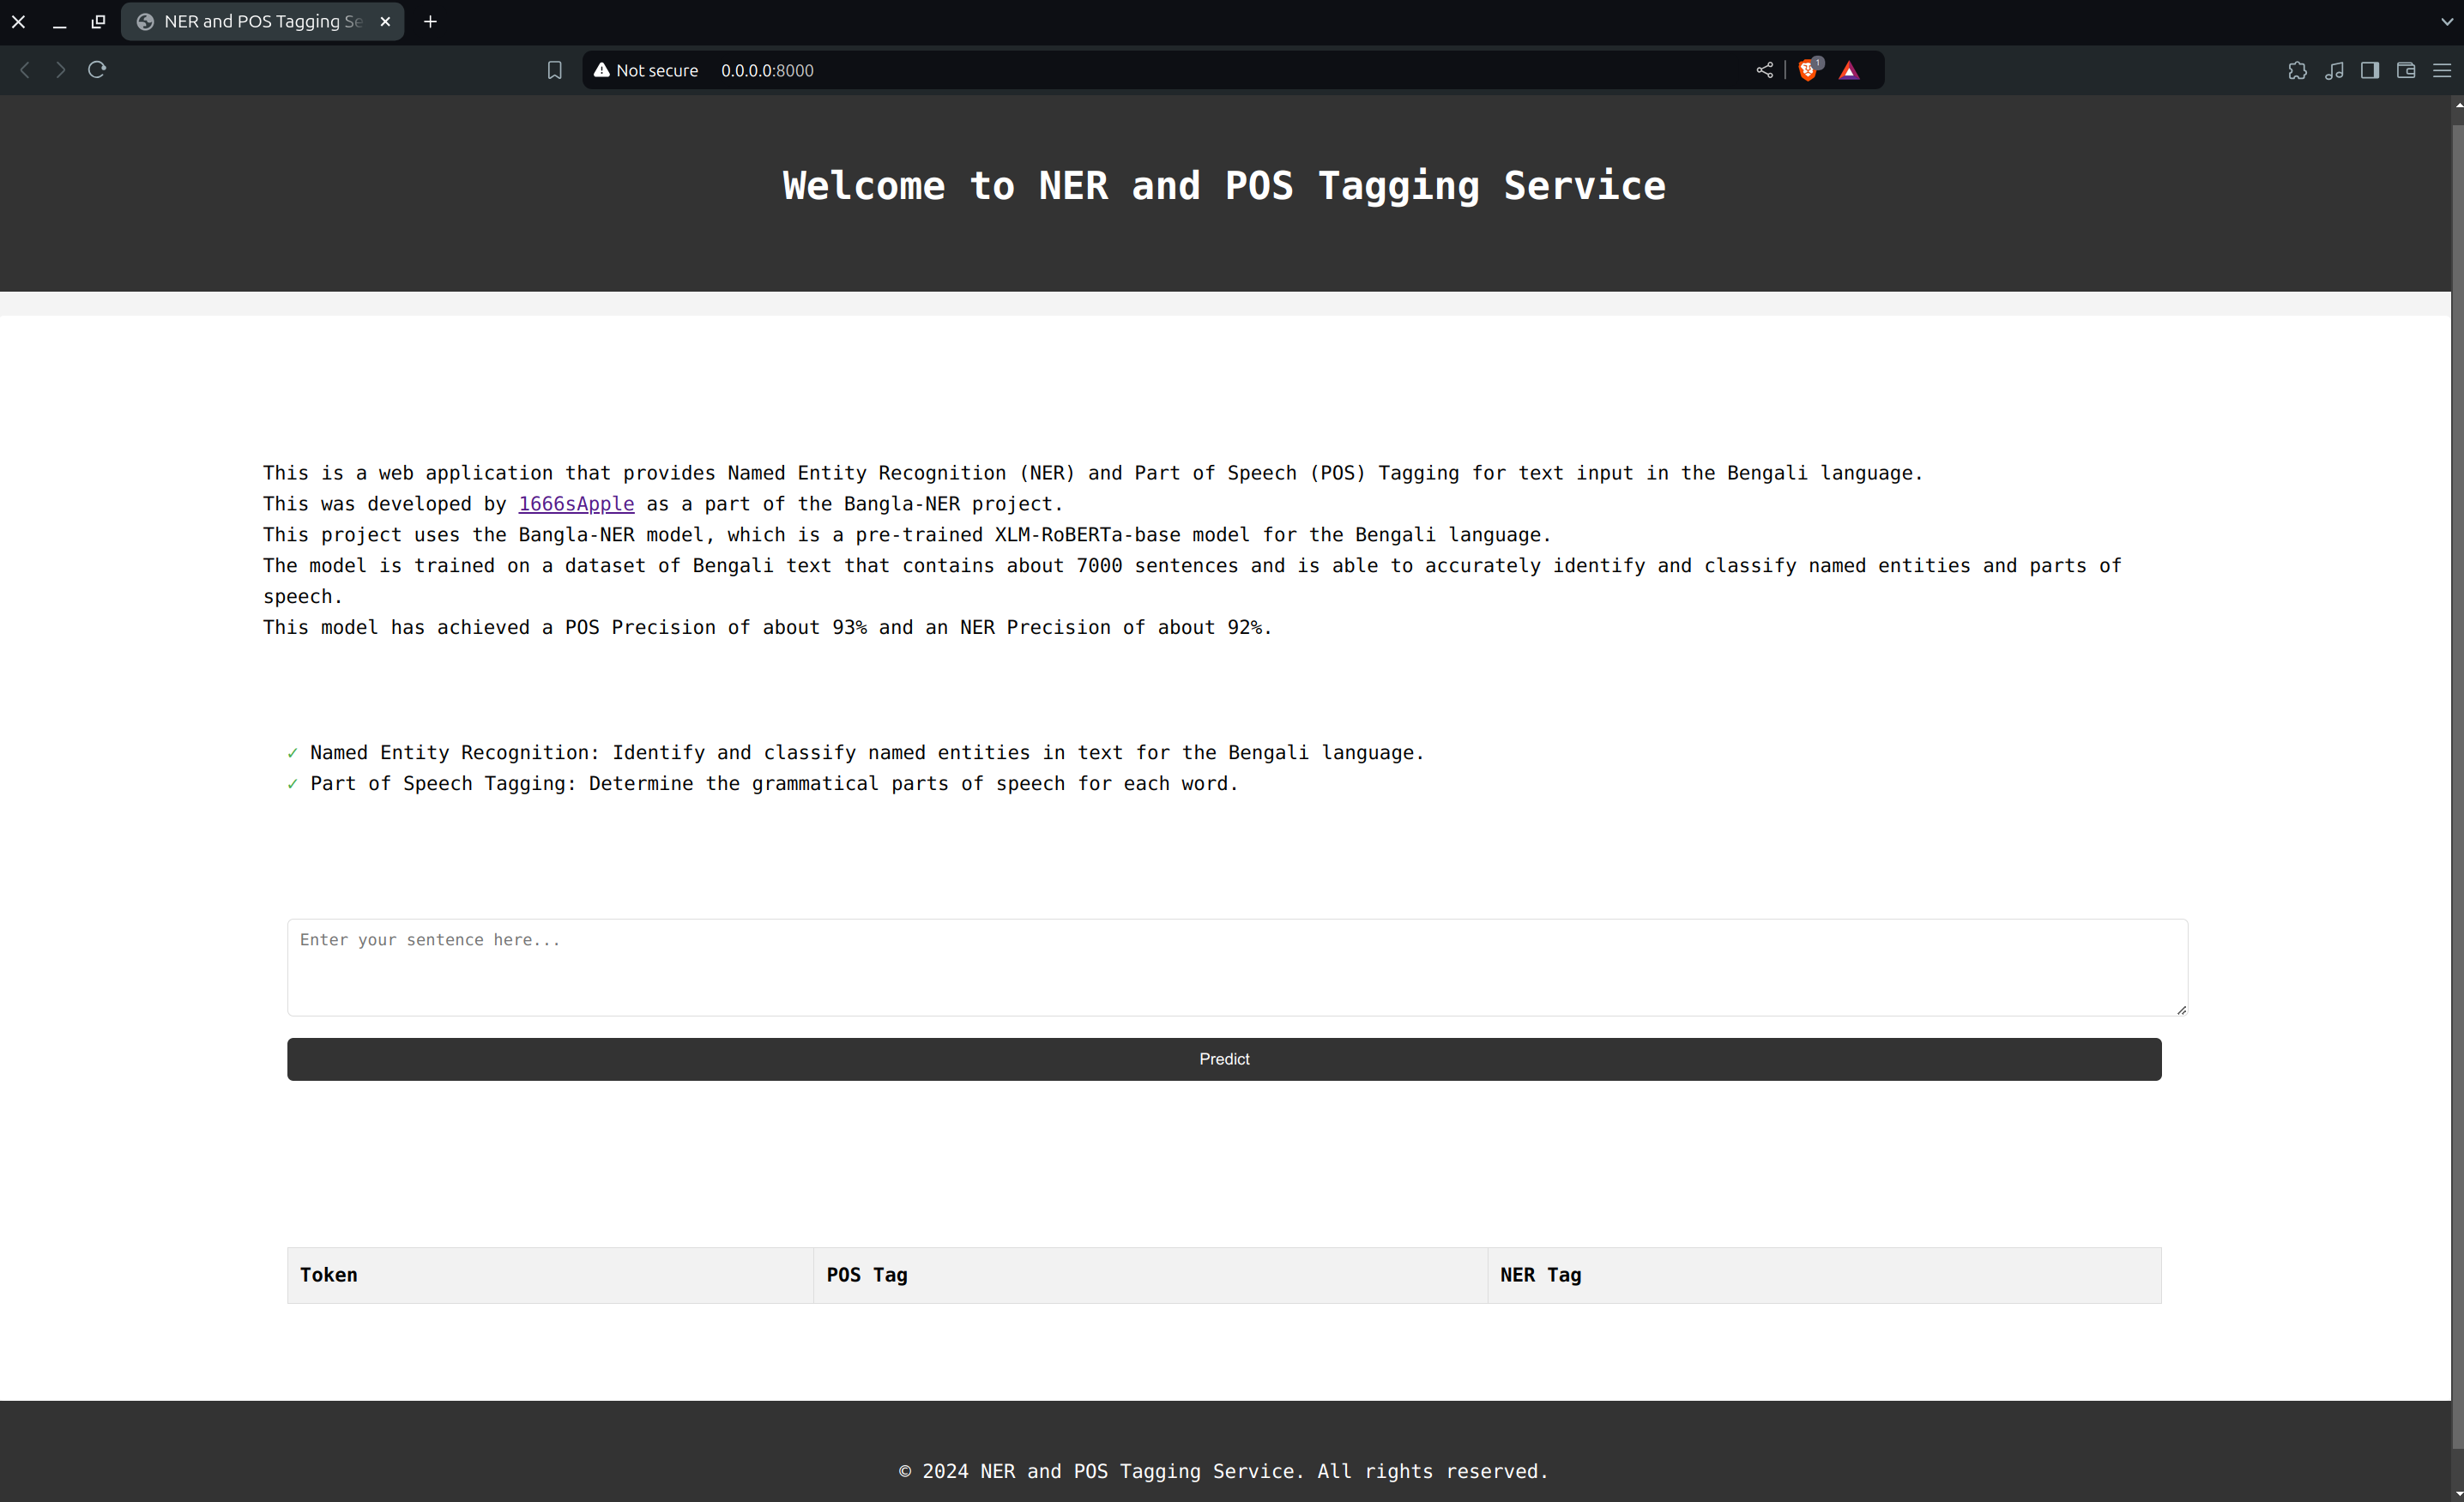 NER and POS Tagging Se
Not secure 0.0.0.0:8000
1
Welcome to NER and POS Tagging Service
This is a web application that provides Named Entity Recognition (NER) and Part of Speech (POS) Tagging for text input in the Bengali language.
This was developed by 1666sApple as a part of the Bangla-NER project.
This project uses the Bangla-NER model, which is a pre-trained XLM-RoBERTa-base model for the Bengali language.
The model is trained on a dataset of Bengali text that contains about 7000 sentences and is able to accurately identify and classify named entities and parts of
speech.
This model has achieved a POS Precision of about 93% and an NER Precision of about 92%.
✓ Named Entity Recognition: Identify and classify named entities in text for the Bengali language.
✓ Part of Speech Tagging: Determine the grammatical parts of speech for each word.
Enter your sentence here...
Predict
Token POS Tag NER Tag
© 2024 NER and POS Tagging Service. All rights reserved.